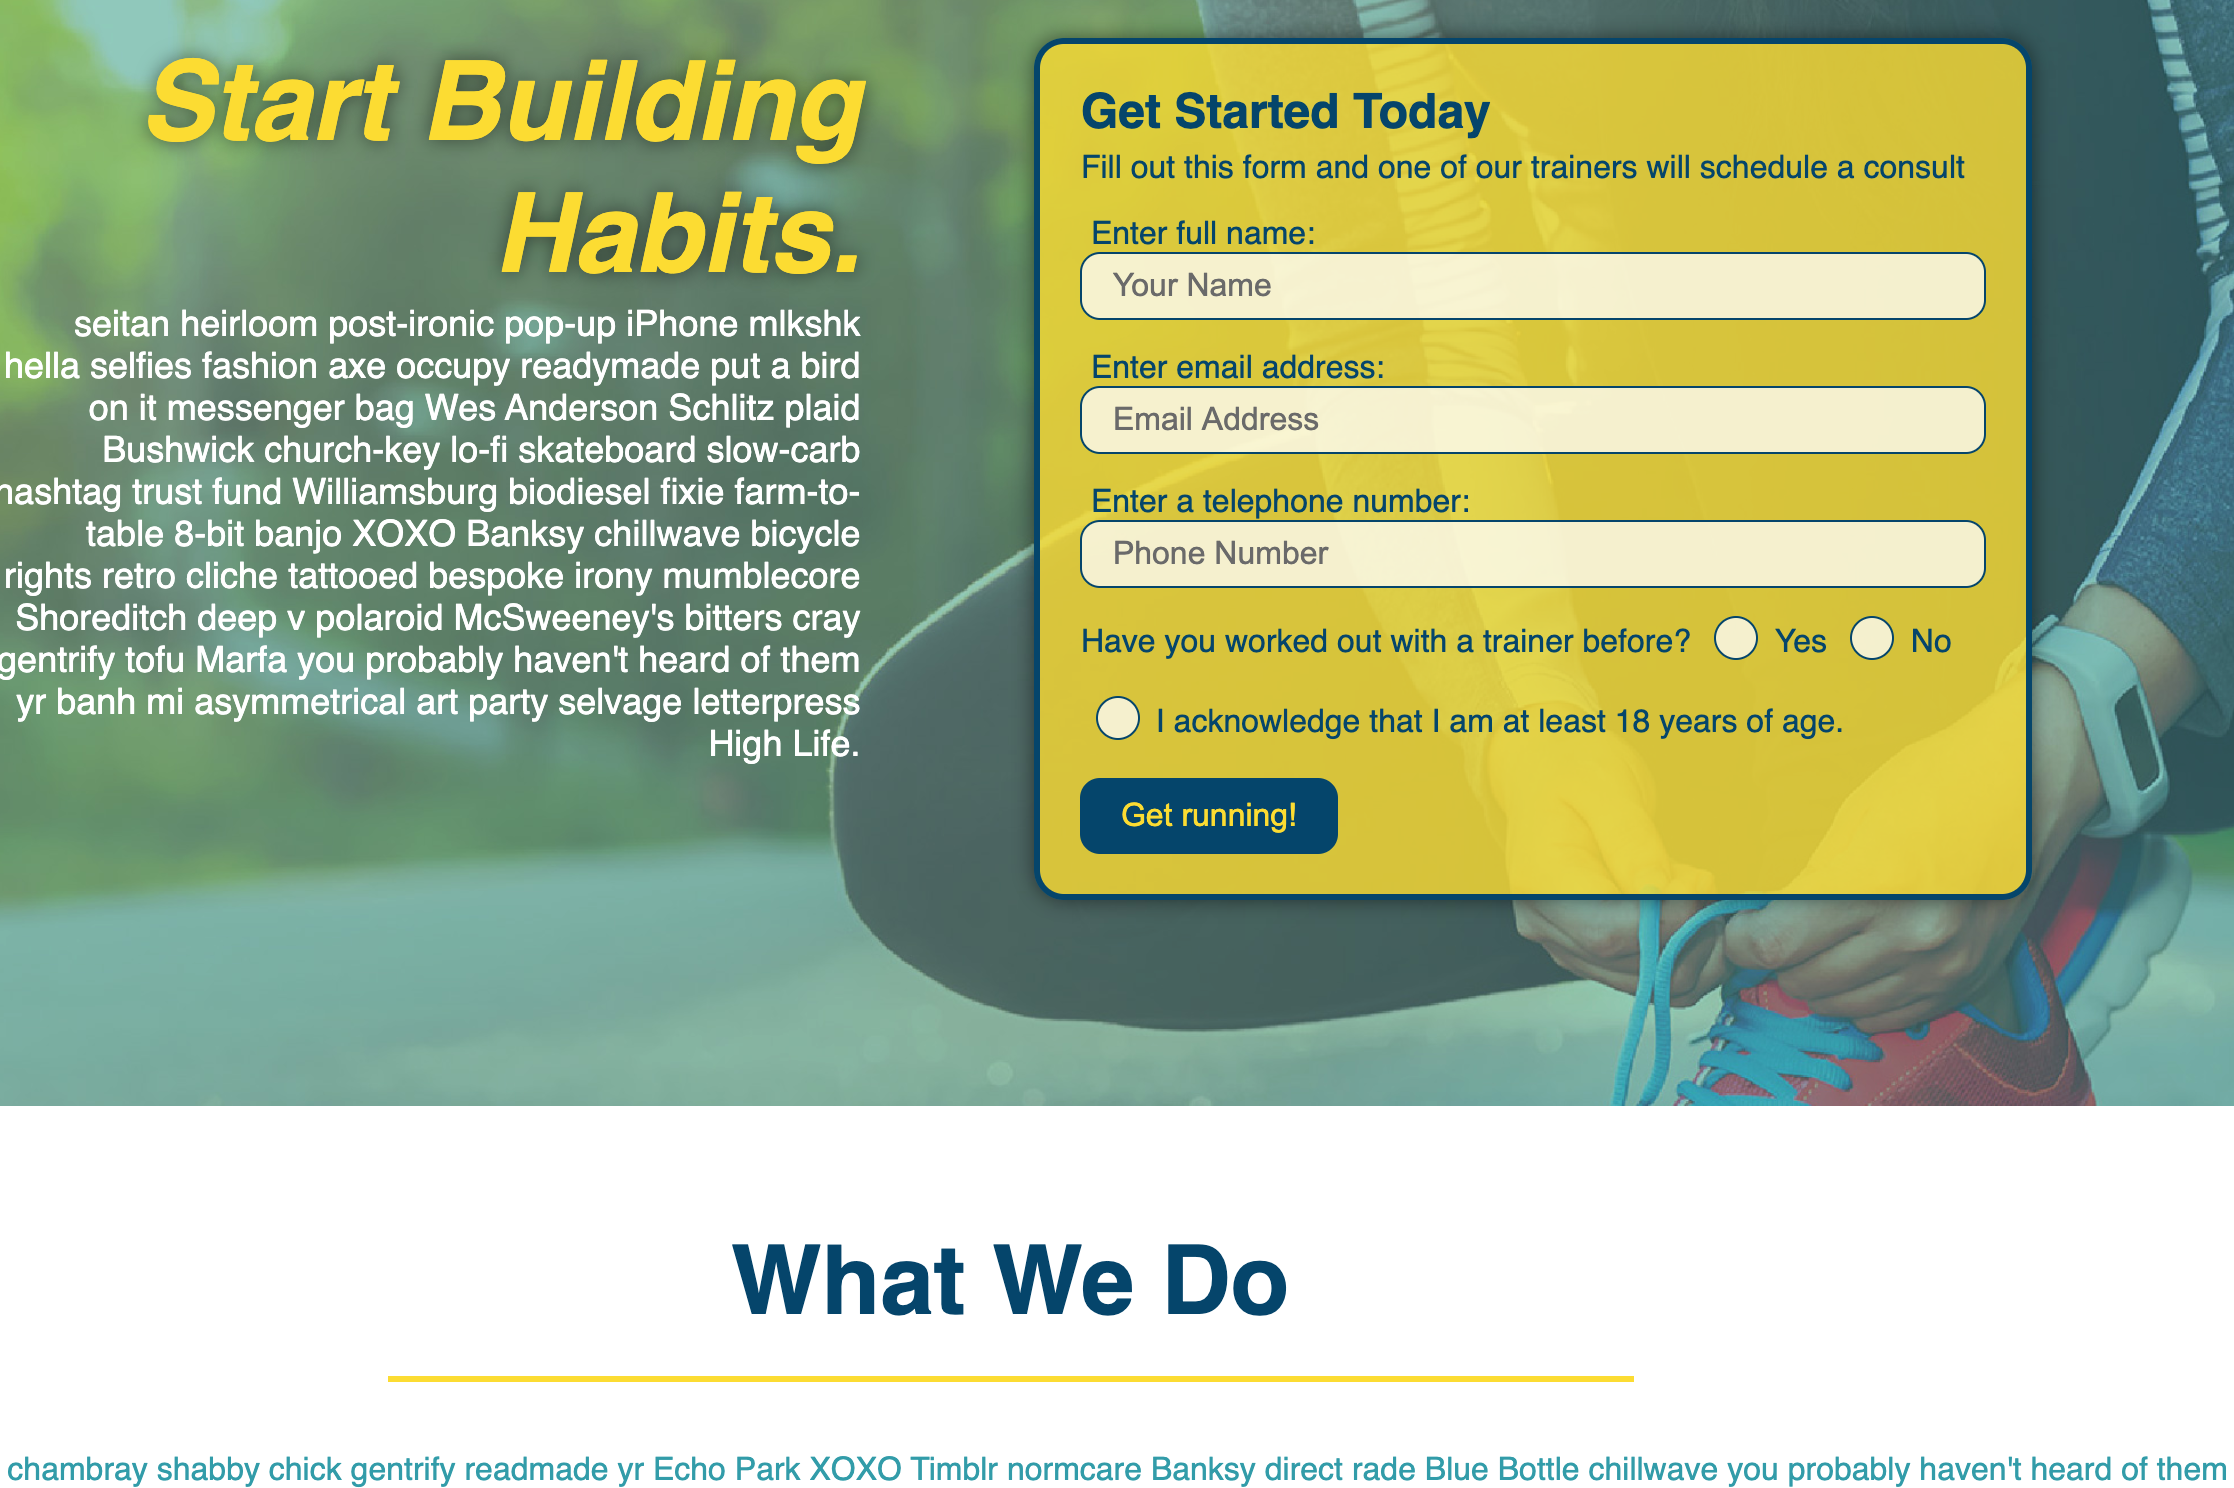 Start Building
Habits.
seitan heirloom post-ironic pop-up iPhone mlkshk
hella selfies fashion axe occupy readymade put a bird
on it messenger bag Wes Anderson Schlitz plaid
Bushwick church-key lo-fi skateboard slow-carb
hashtag trust fund Williamsburg biodiesel fixie farm-to-
table 8-bit banjo XOXO Banksy chillwave bicycle
rights retro cliche tattooed bespoke irony mumblecore
Shoreditch deep v polaroid McSweeney's bitters cray
gentrify tofu Marfa you probably haven't heard of them
yr banh mi asymmetrical art party selvage letterpress
High Life.
Get Started Today
Fill out this form and one of our trainers will schedule a consult
Enter full name:
Your Name
Enter email address:
Email Address
Enter a telephone number:
Phone Number
Have you worked out with a trainer before? Yes No
I acknowledge that I am at least 18 years of age.
Get running!
What We Do
chambray shabby chick gentrify readmade yr Echo Park XOXO Timblr normcare Banksy direct rade Blue Bottle chillwave you probably haven't heard of them